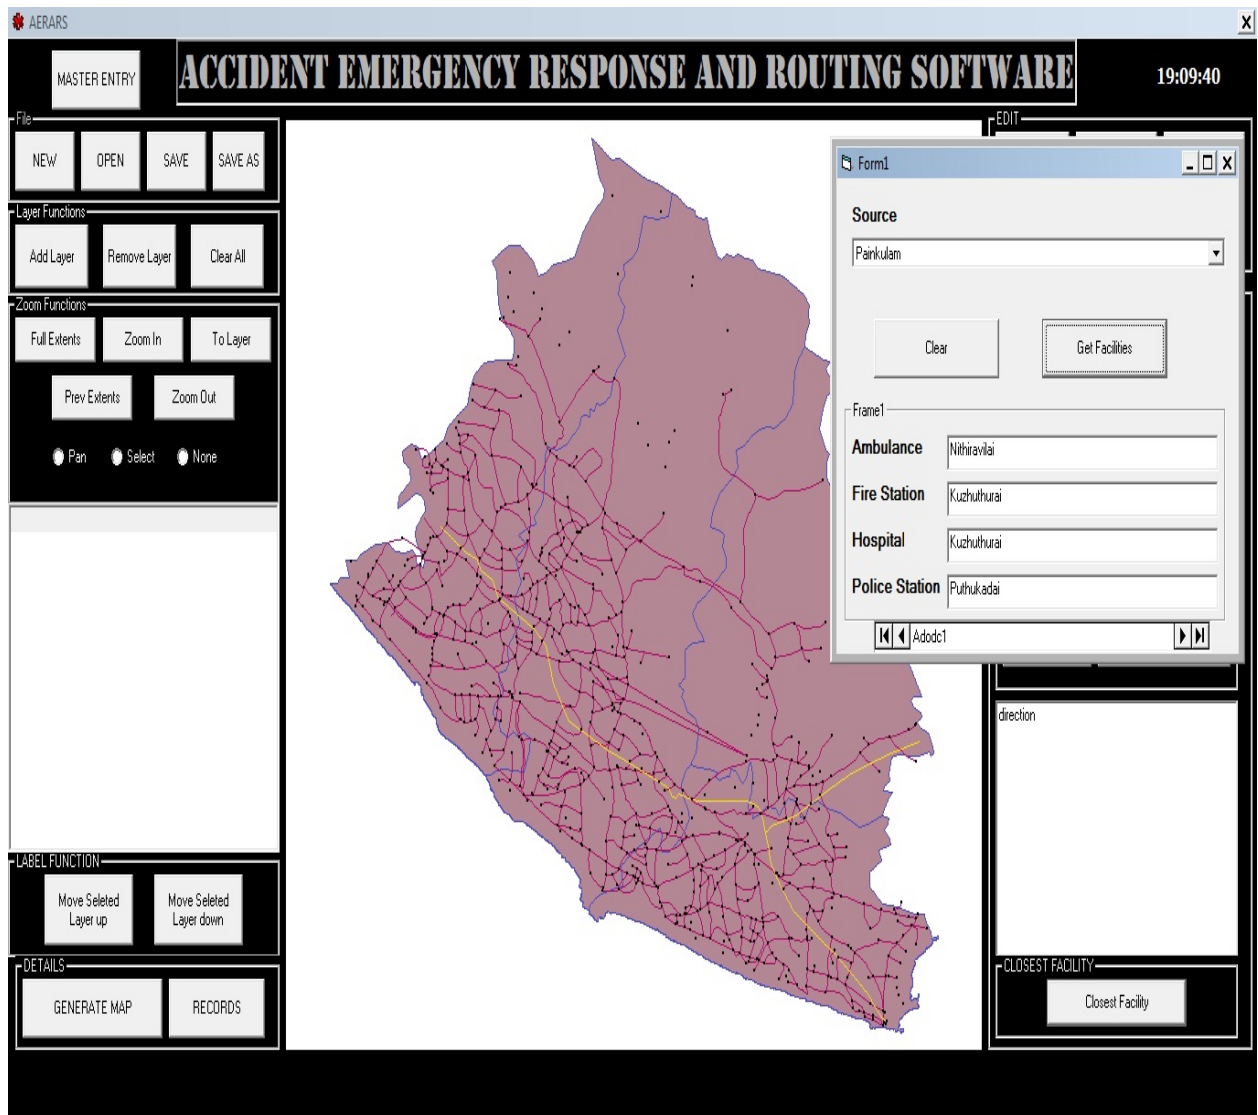 AERARS
X
MASTER ENTRY
ACCIDENT EMERGENCY RESPONSE AND ROUTING SOFTWARE
19:09:40
File
NEW
OPEN
SAVE
SAVE AS
Layer Functions
Add Layer
Remove Layer
Clear All
Zoom Functions
Full Extents
Zoom In
To Layer
Prev Extents
Zoom Out
Pan
Select
None
LABEL FUNCTION
Move Seleted
Layer up
Move Seleted
Layer down
DETAILS
GENERATE MAP
RECORDS
EDIT
Form1
Source
Painkulam
Clear
Get Facilities
Frame1
Ambulance
Nithiravilai
Fire Station
Kuzhuthurai
Hospital
Kuzhuthurai
Police Station
Puthukadai
Adodc1
direction
CLOSEST FACILITY
Closest Facility